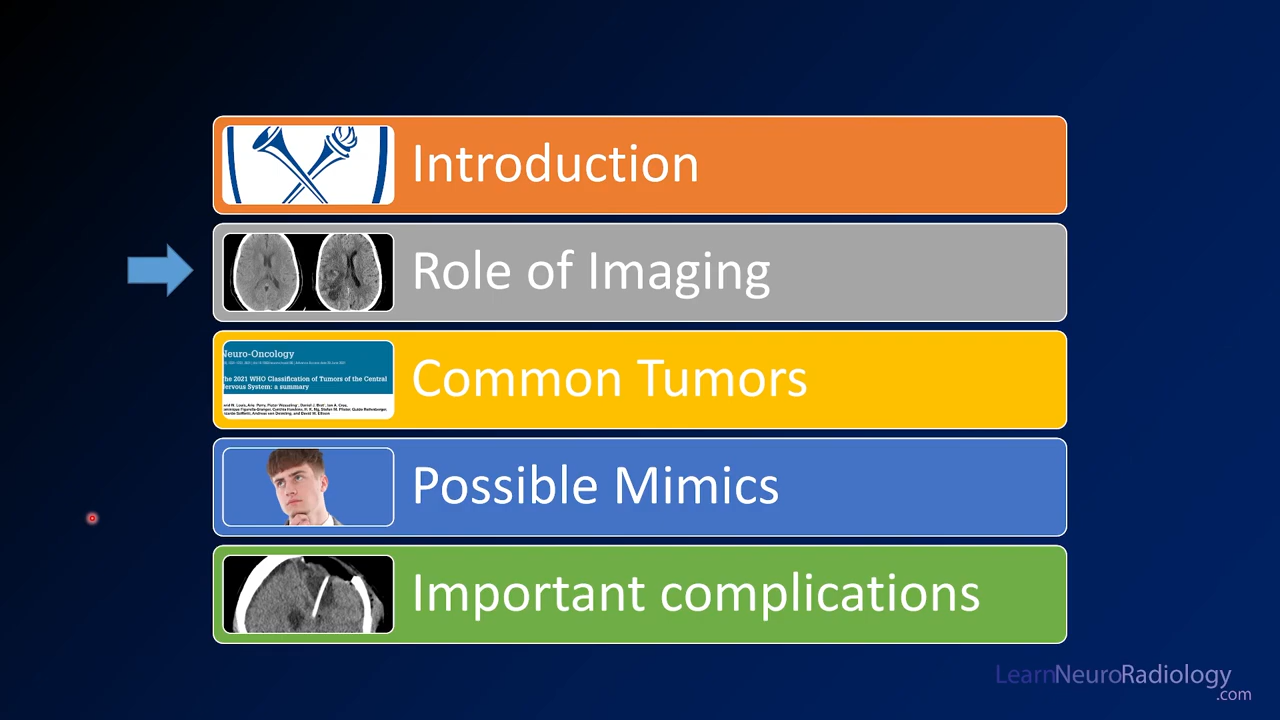 Introduction
Role of Imaging
Neuro-Oncology
The 2021 WHO Classification of Tumors of the Central
Nervous System: a summary
Common Tumors
Possible Mimics
Important complications
LearnNeuroRadiology
.com